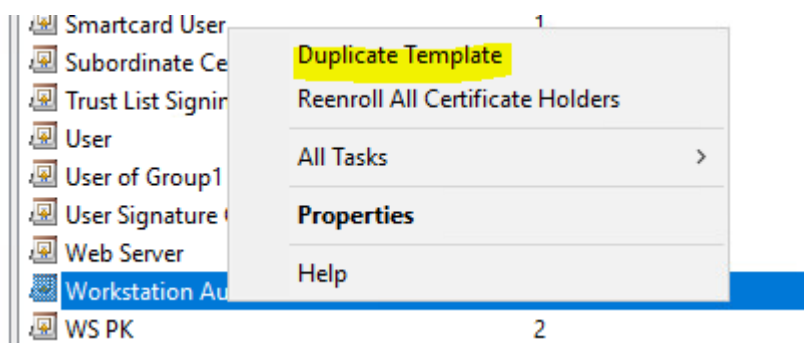 Smartcard User 1
Subordinate Ce
Duplicate Template
Trust List Signin
Reenroll All Certificate Holders
User
All Tasks
User of Group1
User Signature
Properties
Web Server
Help
Workstation Au
WS PK 2